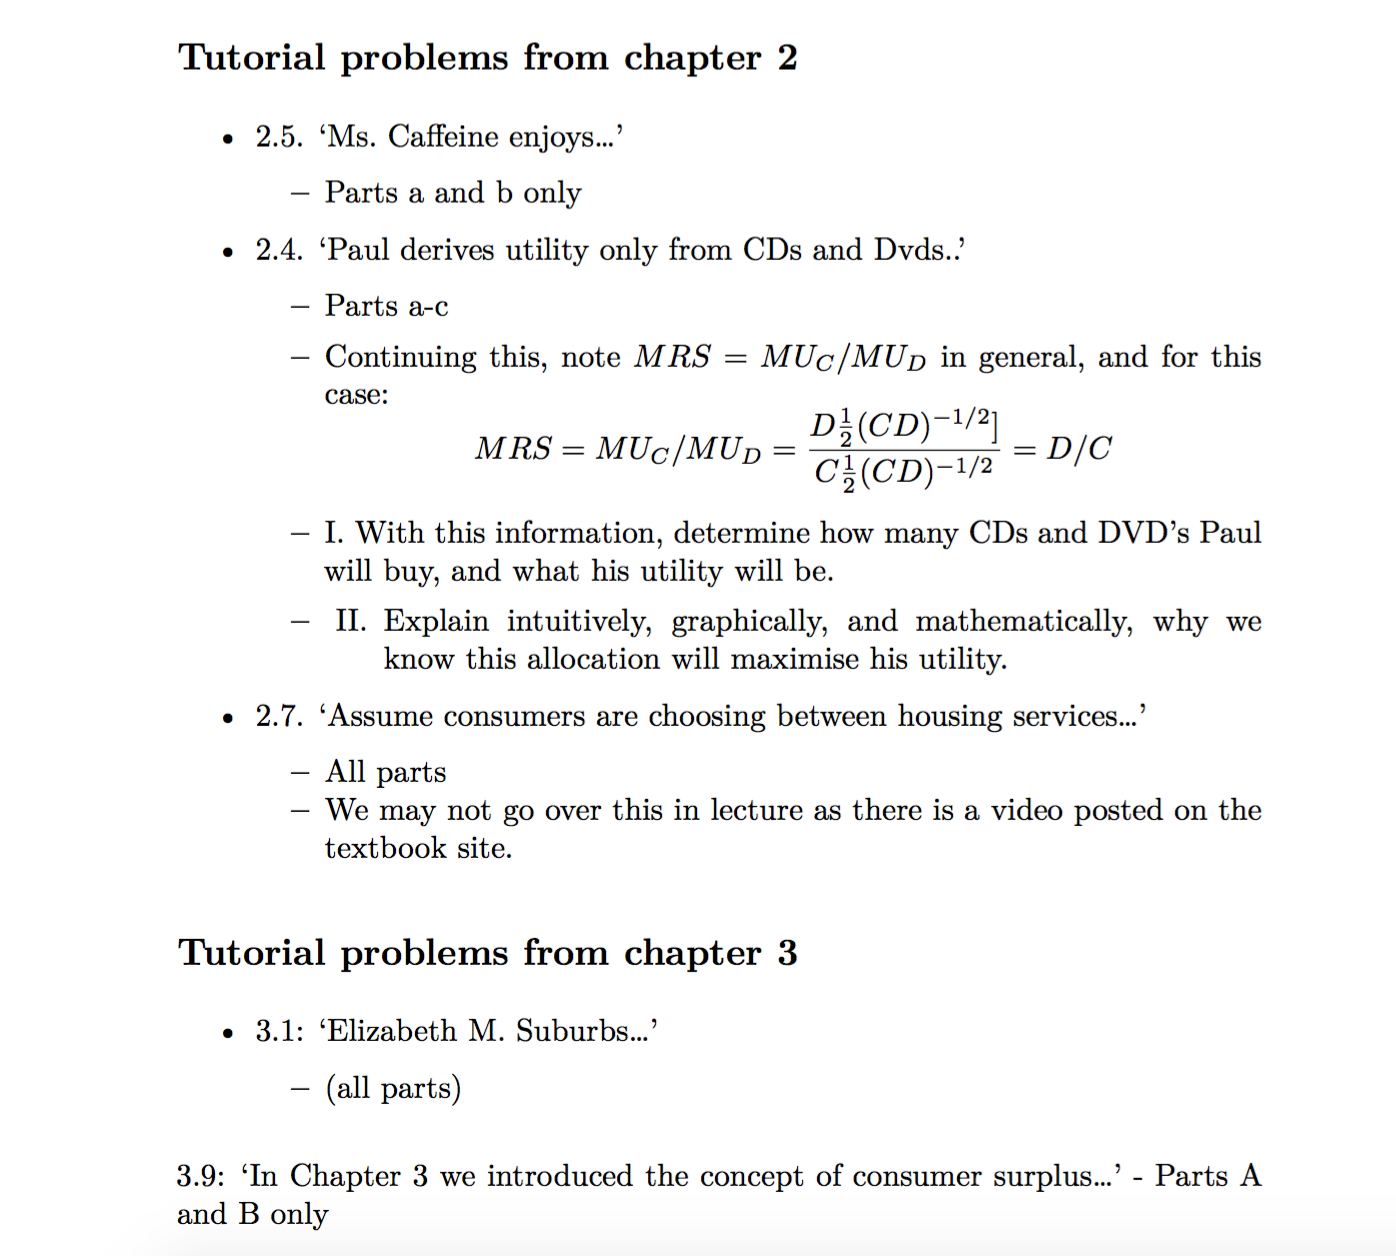 Tutorial problems from chapter 2
• 2.5. ‘Ms. Caffeine enjoys...’
– Parts a and b only
• 2.4. ‘Paul derives utility only from CDs and Dvds..’
– Parts a-c
– Continuing this, note MRS = MU_C/MU_D in general, and for this
case:
MRS = MU_C/MU_D = \frac{D\frac{1}{2}(CD)^{-1/2}]}{C\frac{1}{2}(CD)^{-1/2}} = D/C
– I. With this information, determine how many CDs and DVD’s Paul
will buy, and what his utility will be.
– II. Explain intuitively, graphically, and mathematically, why we
know this allocation will maximise his utility.
• 2.7. ‘Assume consumers are choosing between housing services...’
– All parts
– We may not go over this in lecture as there is a video posted on the
textbook site.
Tutorial problems from chapter 3
• 3.1: ‘Elizabeth M. Suburbs...’
– (all parts)
3.9: ‘In Chapter 3 we introduced the concept of consumer surplus...’ - Parts A
and B only